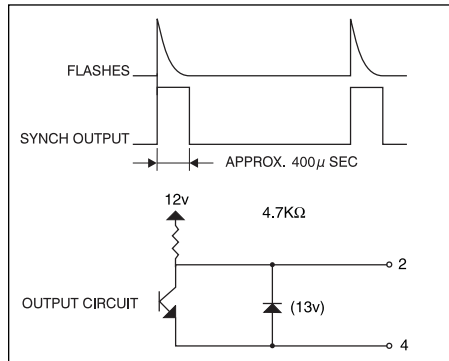 FLASHES
SYNCH OUTPUT
APPROX. 400μ SEC
12v
4.7KΩ
2
OUTPUT CIRCUIT
(13v)
4